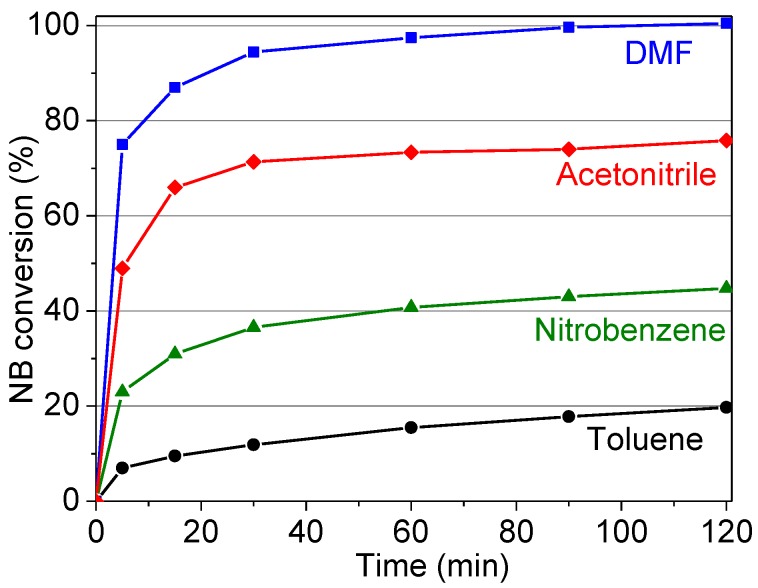 NB conversion (%)
100
80
60
40
20
0
DMF
Acetonitrile
Nitrobenzene
Toluene
0 20 40 60 80 100 120
Time (min)